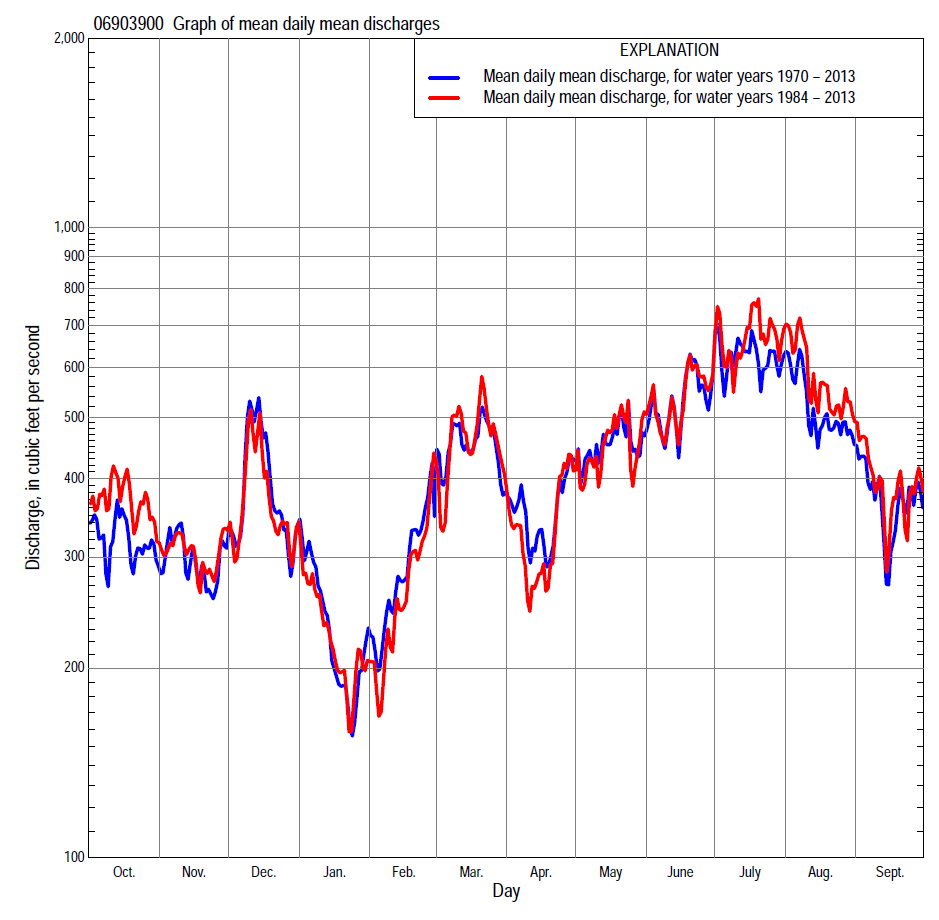 06903900 Graph of mean daily mean discharges
EXPLANATION
Mean daily mean discharge, for water years 1970 – 2013
Mean daily mean discharge, for water years 1984 – 2013
Discharge, in cubic feet per second
2,000
1,000
900
800
700
600
500
400
300
200
100
Oct. Nov. Dec. Jan. Feb. Mar. Apr. May June July Aug. Sept.
Day